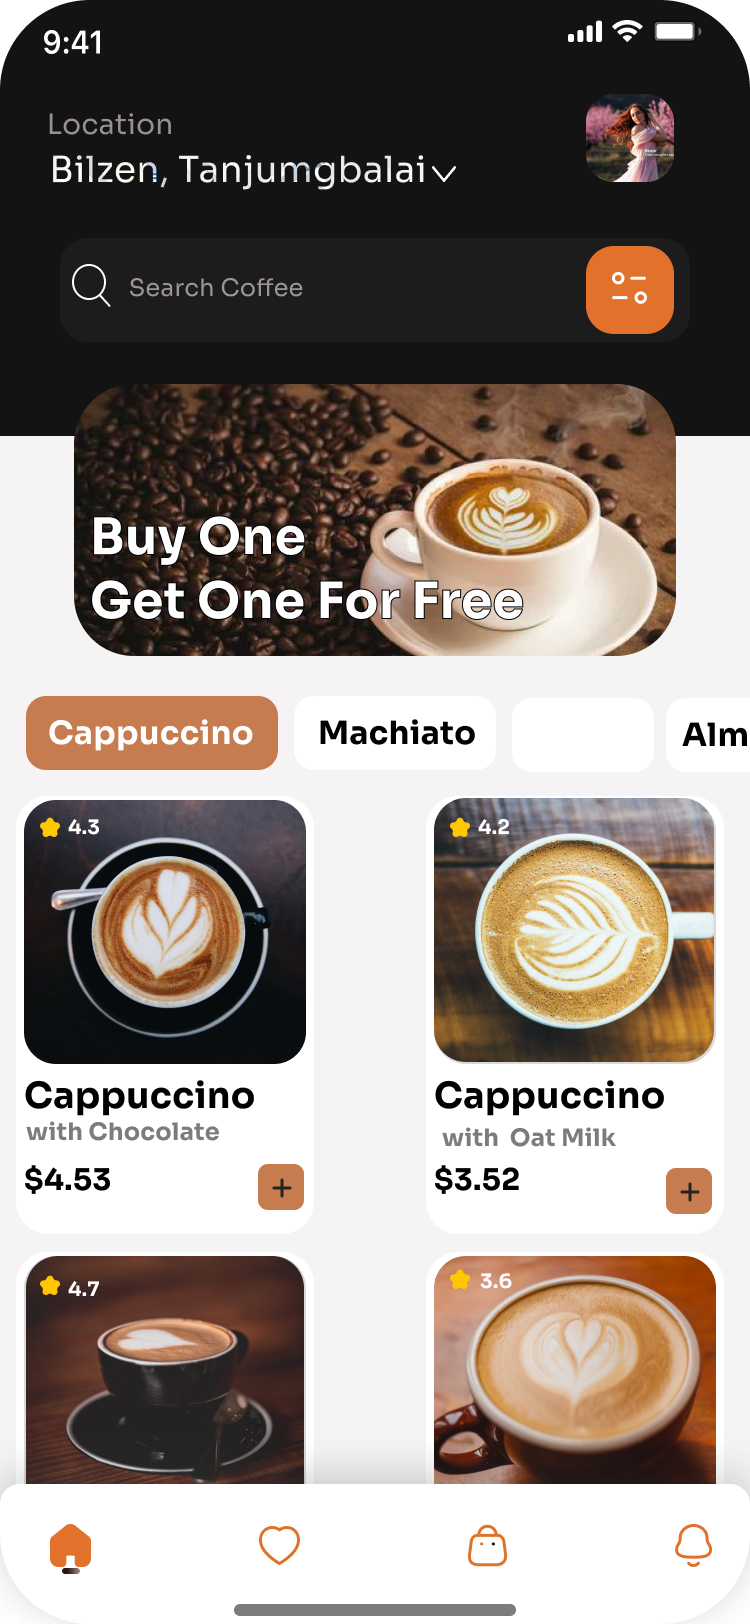 9:41
Location
Bilzen, Tanjumgbalai
Search Coffee
Buy One
Get One For Free
Cappuccino
Machiato
Alm
4.3
4.2
Cappuccino
with Chocolate
$4.53
Cappuccino
with Oat Milk
$3.52
4.7
3.6